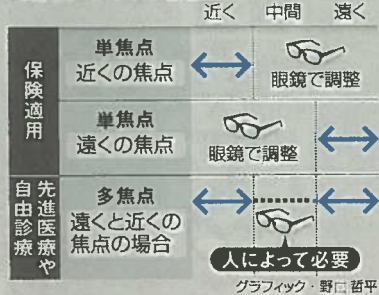 近く 中間 遠く
保険適用
単焦点
近くの焦点
眼鏡で調整
単焦点
遠くの焦点
眼鏡で調整
先進医療や
自由診療
多焦点
遠くと近くの
焦点の場合
人によって必要
グラフィック・野口 哲平